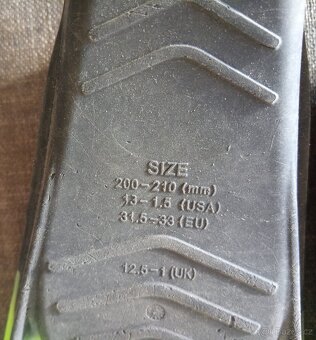 SIZE
200-210 (mm)
13-1.5 (USA)
31.5-33 (EU)
12.5-1 (UK)